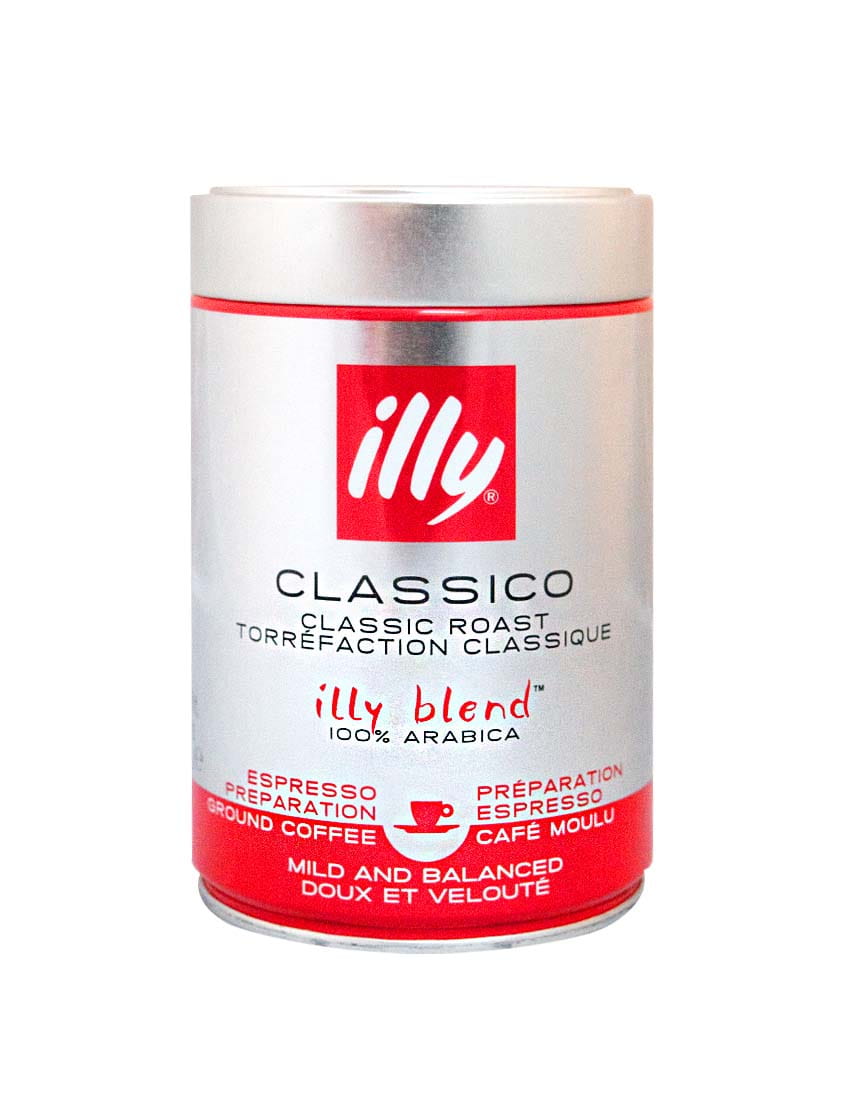 illy®
CLASSICO
CLASSIC ROAST
TORRÉFACTION CLASSIQUE
illy blend™
100% ARABICA
ESPRESSO
PREPARATION
GROUND COFFEE
PRÉPARATION
ESPRESSO
CAFÉ MOULU
MILD AND BALANCED
DOUX ET VELOUTÉ